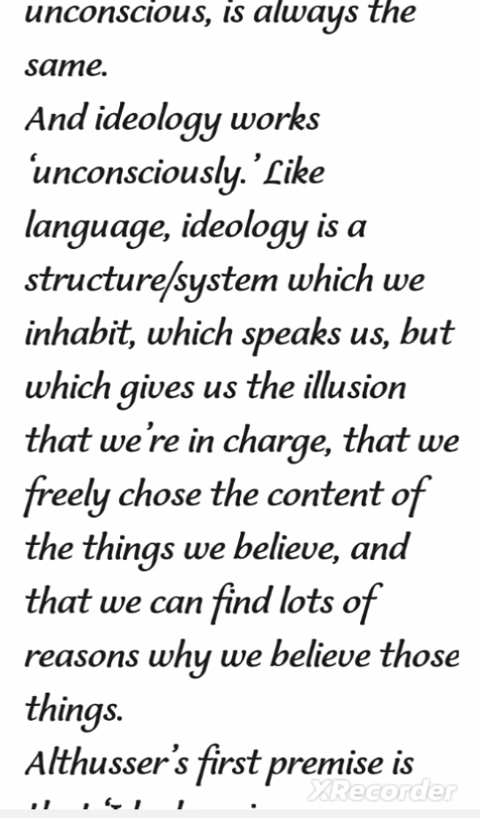 unconscious, is always the
same.
And ideology works
‘unconsciously.’ Like
language, ideology is a
structure/system which we
inhabit, which speaks us, but
which gives us the illusion
that we’re in charge, that we
freely chose the content of
the things we believe, and
that we can find lots of
reasons why we believe those
things.
Althusser’s first premise is
XRecorder